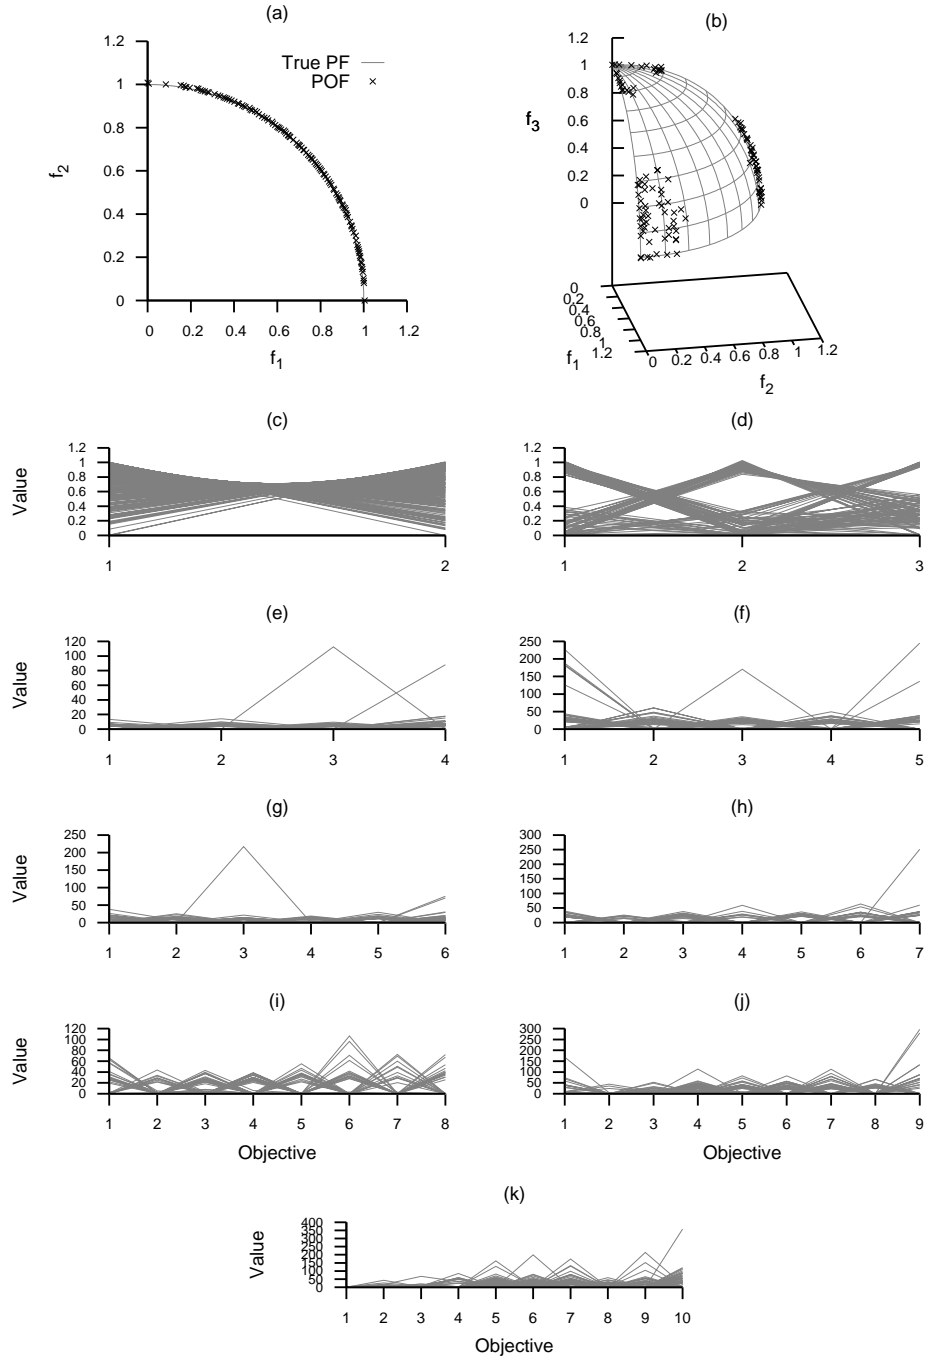 (a)
1.2
1
0.8
0.6
0.4
0.2
0
0 0.2 0.4 0.6 0.8 1 1.2
f2
f1
True PF
POF
(b)
1.2
1
0.8
0.6
0.4
0.2
0
f3
0
0.2
0.4
0.6
0.8
1
1.2
f1
0 0.2 0.4 0.6 0.8 1 1.2
f2
(c)
Value
1.2
1
0.8
0.6
0.4
0.2
0
1 2
(d)
1.2
1
0.8
0.6
0.4
0.2
0
1 2 3
(e)
Value
120
100
80
60
40
20
0
1 2 3 4
(f)
250
200
150
100
50
0
1 2 3 4 5
(g)
Value
250
200
150
100
50
0
1 2 3 4 5 6
(h)
300
250
200
150
100
50
0
1 2 3 4 5 6 7
(i)
Value
120
100
80
60
40
20
0
1 2 3 4 5 6 7 8
Objective
(j)
300
250
200
150
100
50
0
1 2 3 4 5 6 7 8 9
Objective
(k)
Value
400
350
300
250
200
150
100
50
0
1 2 3 4 5 6 7 8 9 10
Objective